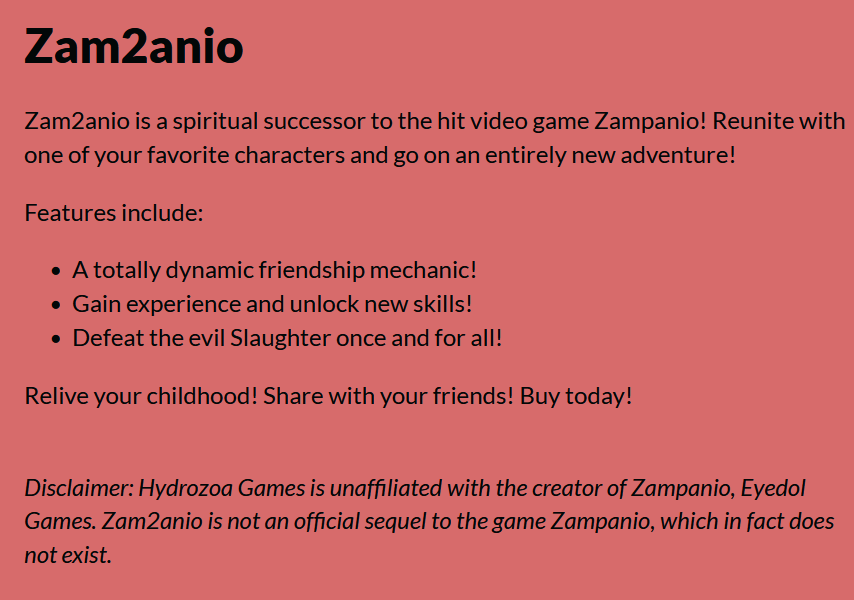 Zam2anio
Zam2anio is a spiritual successor to the hit video game Zampanio! Reunite with
one of your favorite characters and go on an entirely new adventure!
Features include:
• A totally dynamic friendship mechanic!
• Gain experience and unlock new skills!
• Defeat the evil Slaughter once and for all!
Relive your childhood! Share with your friends! Buy today!
Disclaimer: Hydrozoa Games is unaffiliated with the creator of Zampanio, Eyedol
Games. Zam2anio is not an official sequel to the game Zampanio, which in fact does
not exist.